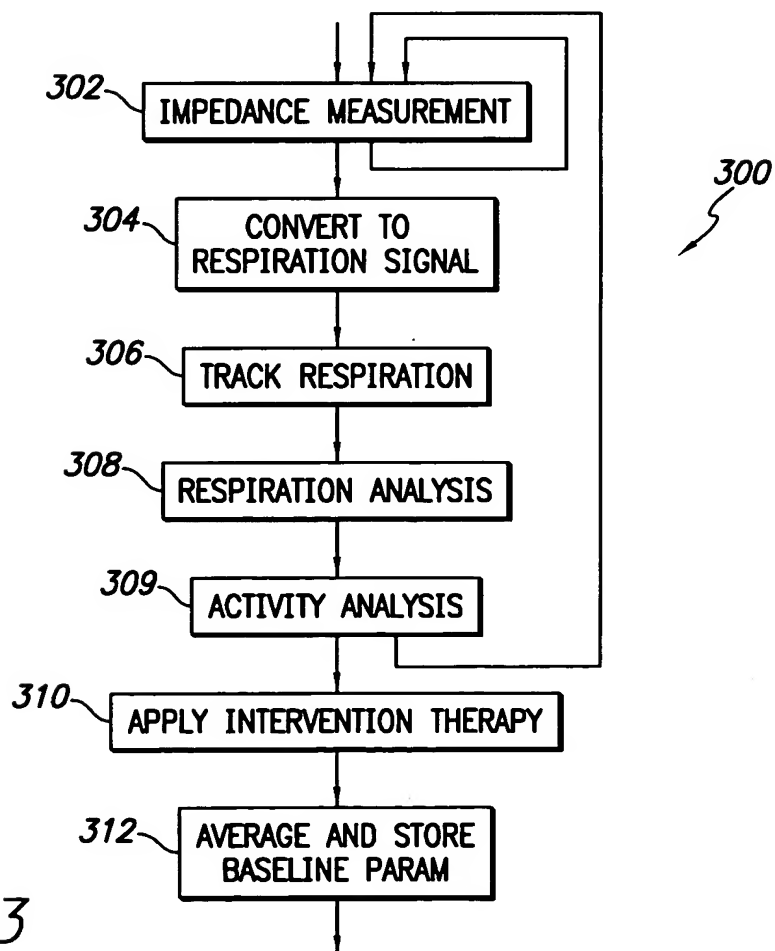 302
IMPEDANCE MEASUREMENT
300
304
CONVERT TO
RESPIRATION SIGNAL
306
TRACK RESPIRATION
308
RESPIRATION ANALYSIS
309
ACTIVITY ANALYSIS
310
APPLY INTERVENTION THERAPY
312
AVERAGE AND STORE
BASELINE PARAM
3